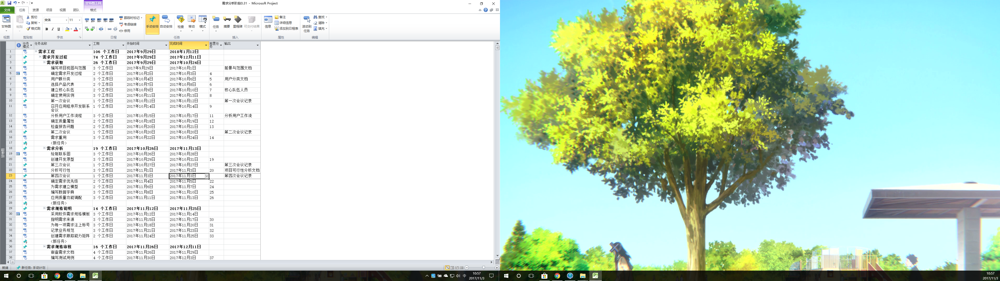 甘特图工具
需求分析阶段0.31 - Microsoft Project
文件 任务 资源 项目 视图 团队 格式
甘特图
粘贴
剪切
复制
格式刷
宋体 11
B I U A
0% 25% 50% 75% 100%
跟踪时标记
考虑链接
停用
手动安排 自动安排
检查 移动 模式
任务 摘要 里程碑 可交付结果
信息
备注
详细信息
添加到日程表
滚动到任务
查找
清除
填充
视图 剪贴板 字体 日程 任务 插入 属性 编辑
任务模式 任务名称 工期 开始时间 完成时间 前置任务 输出
1 需求工程 106 个工作日 2017年9月29日 2018年1月12日
2 需求开发过程 74 个工作日 2017年9月29日 2017年12月11日
3 需求获取 26 个工作日 2017年9月29日 2017年10月24日
4 编写项目视图与范围 3 个工作日 2017年9月29日 2017年10月1日 前景与范围文档
5 确定需求开发过程 2 个工作日 2017年10月2日 2017年10月3日 4
6 用户群分类 3 个工作日 2017年10月4日 2017年10月6日 5 用户分类文档
7 选择产品代表 2 个工作日 2017年10月7日 2017年10月8日 6
8 建立核心队伍 2 个工作日 2017年10月9日 2017年10月10日 7 核心队伍人员
9 确定使用实例 3 个工作日 2017年10月11日 2017年10月13日 8
10 第一次会议 1 个工作日 2017年10月12日 2017年10月12日 第一次会议记录
11 召开应用程序开发联系会议 1 个工作日 2017年10月14日 2017年10月14日 9
12 分析用户工作流程 3 个工作日 2017年10月15日 2017年10月17日 11 分析用户工作流
13 确定质量属性 2 个工作日 2017年10月18日 2017年10月19日 12
14 检查报告问题 2 个工作日 2017年10月20日 2017年10月21日 13
15 第二次会议 1 个工作日 2017年10月20日 2017年10月20日 第二次会议记录
16 需求重用 3 个工作日 2017年10月22日 2017年10月24日 14
17 <新任务>
18 需求分析 19 个工作日 2017年10月26日 2017年11月13日
19 绘制联系图 3 个工作日 2017年10月26日 2017年10月28日
20 创建开发原型 3 个工作日 2017年10月29日 2017年10月31日 19
21 第三次会议 1 个工作日 2017年10月27日 2017年10月27日 第三次会议记录
22 分析可行性 3 个工作日 2017年11月1日 2017年11月3日 20 项目可行性分析文档
23 第四次会议 1 个工作日 2017年11月3日 2017年11月3日 第四次会议记录
24 确定需求优先级 2 个工作日 2017年11月4日 2017年11月5日 22
25 为需求建立模型 2 个工作日 2017年11月6日 2017年11月7日 24
26 编写数据字典 3 个工作日 2017年11月8日 2017年11月10日 25
27 应用质量功能调配 3 个工作日 2017年11月11日 2017年11月13日 26
28 <新任务>
29 需求规格说明 14 个工作日 2017年11月12日 2017年11月25日
30 采用软件需求规格模板 3 个工作日 2017年11月12日 2017年11月14日
31 指明需求来源 3 个工作日 2017年11月15日 2017年11月17日 30
32 为每一项需求注上标号 3 个工作日 2017年11月18日 2017年11月20日 31
33 记录业务规范 3 个工作日 2017年11月21日 2017年11月23日 32
34 创建需求跟踪能力矩阵 2 个工作日 2017年11月24日 2017年11月25日 33
35 <新任务>
36 需求规格审核 16 个工作日 2017年11月26日 2017年12月11日
37 审查需求文档 4 个工作日 2017年11月26日 2017年11月29日
38 编写测试用例 4 个工作日 2017年11月30日 2017年12月3日 37
甘特图
就绪 新任务: 手动计划
中 10:57
2017/11/3
10:57
2017/11/3